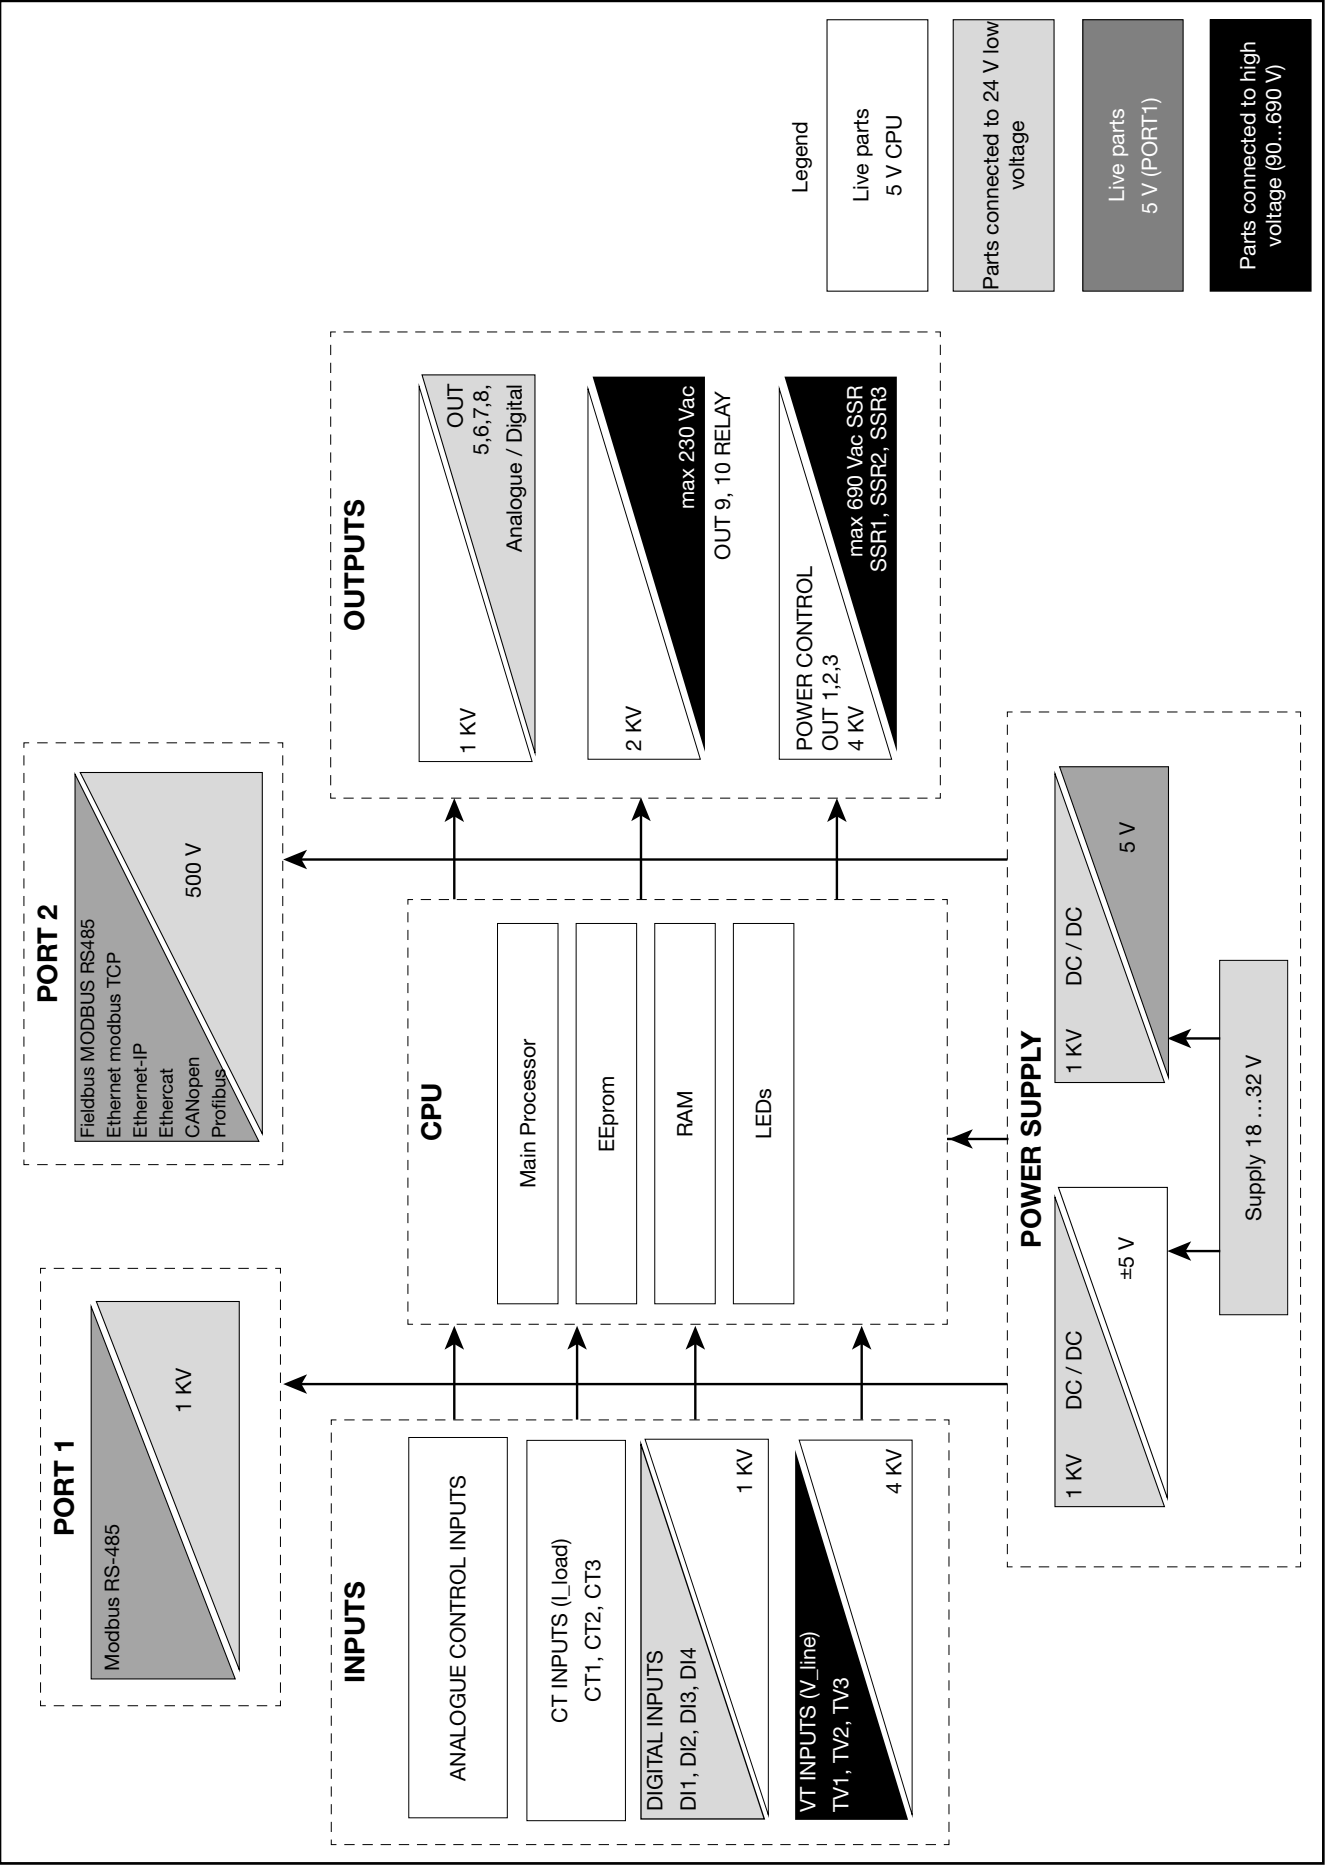 PORT 1
Modbus RS-485
1 KV
PORT 2
Fieldbus MODBUS RS485
Ethernet modbus TCP
Ethernet-IP
Ethercat
CANopen
Profibus
500 V
INPUTS
ANALOGUE CONTROL INPUTS
CT INPUTS (I_load)
CT1, CT2, CT3
DIGITAL INPUTS
DI1, DI2, DI3, DI4
1 KV
VT INPUTS (V_line)
TV1, TV2, TV3
4 KV
CPU
Main Processor
EEprom
RAM
LEDs
OUTPUTS
1 KV
OUT
5,6,7,8,
Analogue / Digital
2 KV
max 230 Vac
OUT 9, 10 RELAY
POWER CONTROL
OUT 1,2,3
4 KV
max 690 Vac SSR
SSR1, SSR2, SSR3
POWER SUPPLY
1 KV
DC / DC
±5 V
1 KV
DC / DC
5 V
Supply 18 ...32 V
Legend
Live parts
5 V CPU
Parts connected to 24 V low
voltage
Live parts
5 V (PORT1)
Parts connected to high
voltage (90...690 V)